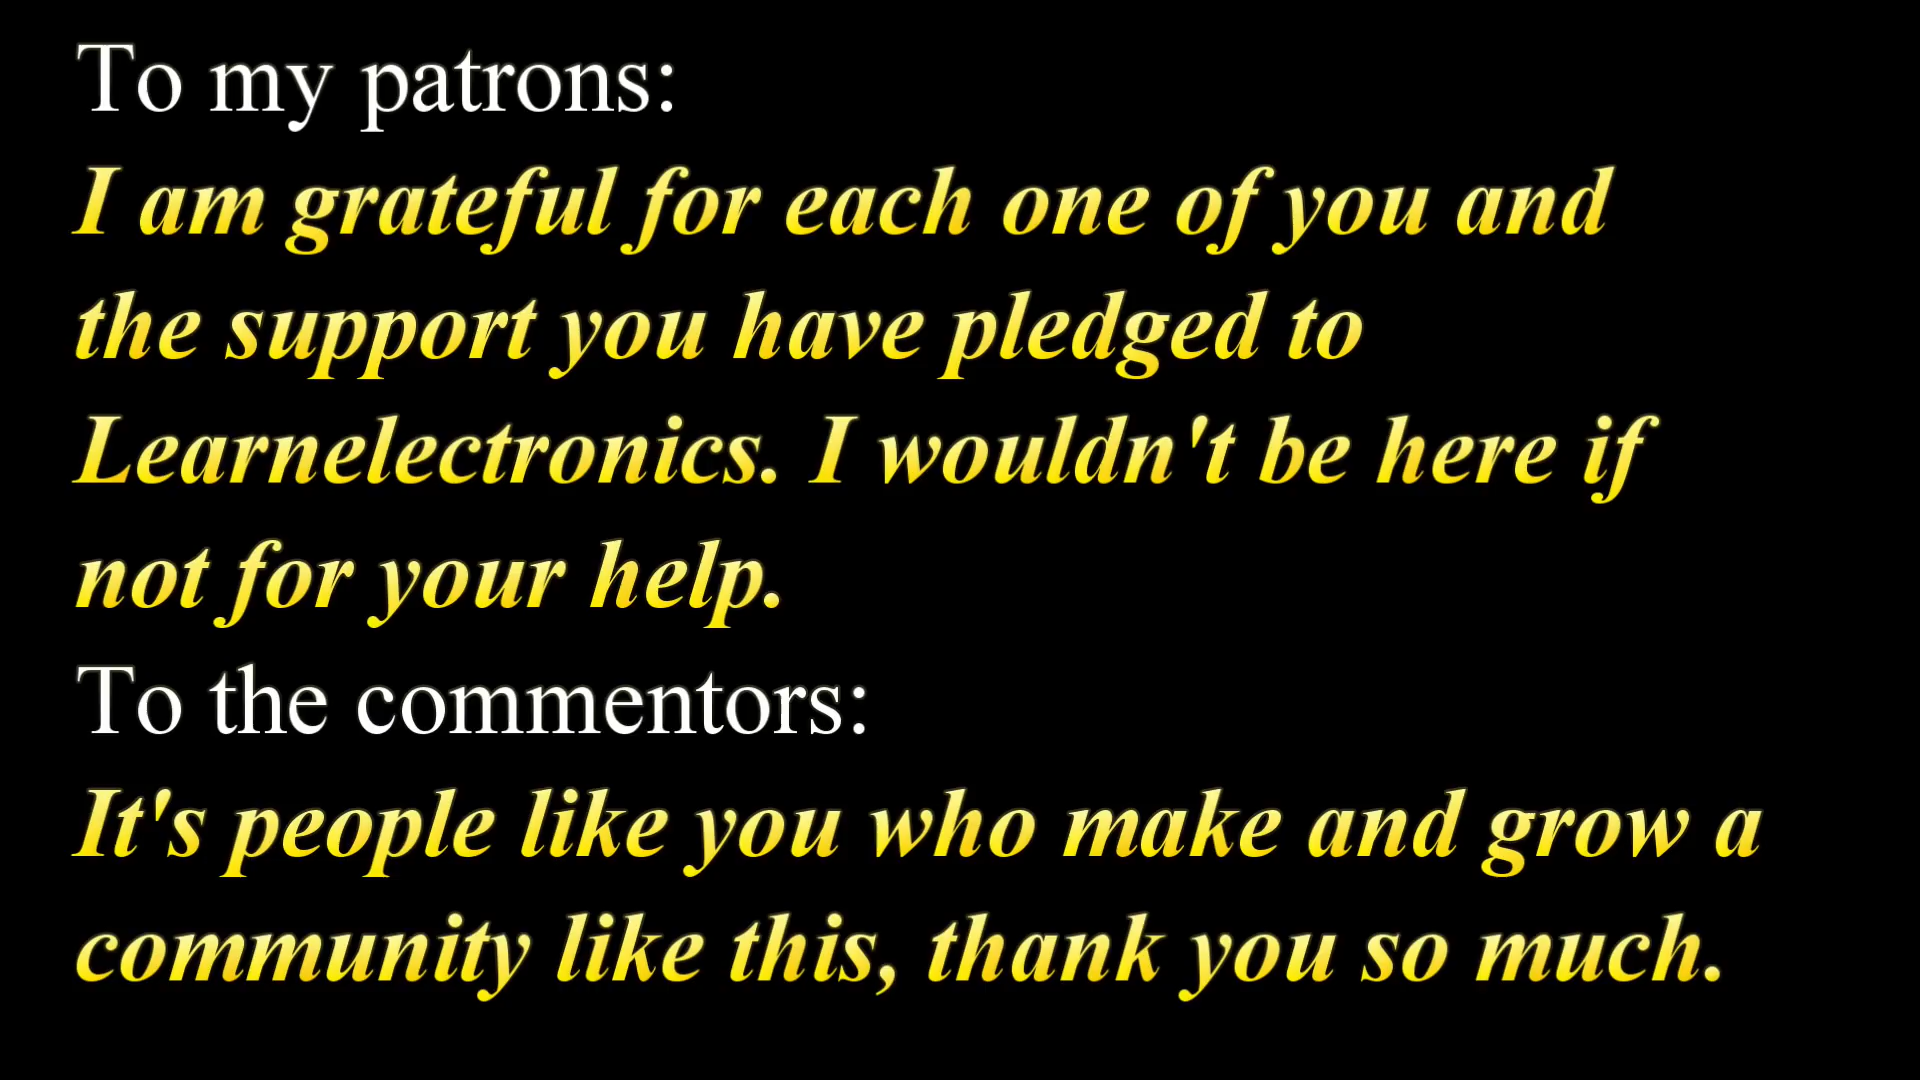 To my patrons:
I am grateful for each one of you and
the support you have pledged to
Learnelectronics. I wouldn't be here if
not for your help.
To the commentors:
It's people like you who make and grow a
community like this, thank you so much.